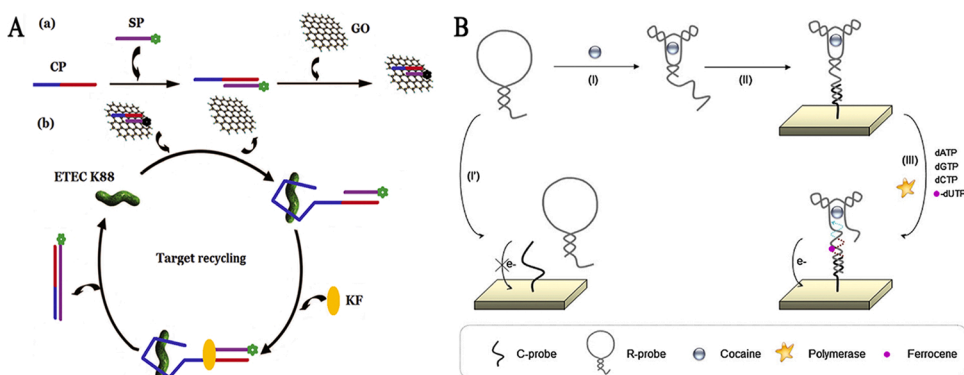 A
(a)
SP
GO
CP
(b)
ETEC K88
Target recycling
KF
B
(I)
(II)
(I')
(III)
dATP
dGTP
dCTP
-dUTP
e-
e-
C-probe
R-probe
Cocaine
Polymerase
Ferrocene